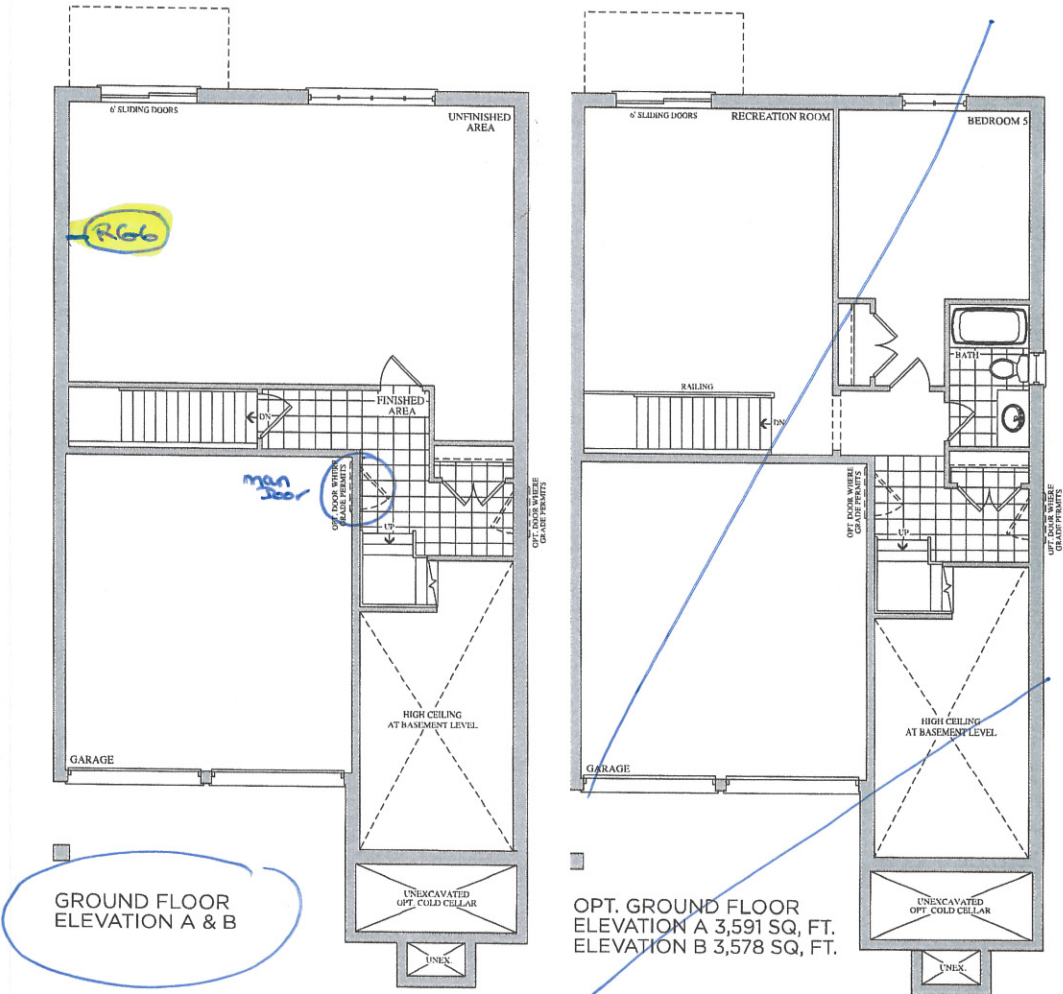 6' SLIDING DOORS
UNFINISHED
AREA
RG6
FINISHED
AREA
DN
man
Door
OPT. DOOR WHERE
GRADE PERMITS
UP
OPT. DOOR WHERE
GRADE PERMITS
HIGH CEILING
AT BASEMENT LEVEL
GARAGE
UNEXCAVATED
OPT. COLD CELLAR
UNEX.
GROUND FLOOR
ELEVATION A & B
6' SLIDING DOORS
RECREATION ROOM
BEDROOM 5
BATH
RAILING
DN
OPT. DOOR WHERE
GRADE PERMITS
UP
OPT. DOOR WHERE
GRADE PERMITS
HIGH CEILING
AT BASEMENT LEVEL
GARAGE
UNEXCAVATED
OPT. COLD CELLAR
UNEX.
OPT. GROUND FLOOR
ELEVATION A 3,591 SQ, FT.
ELEVATION B 3,578 SQ, FT.